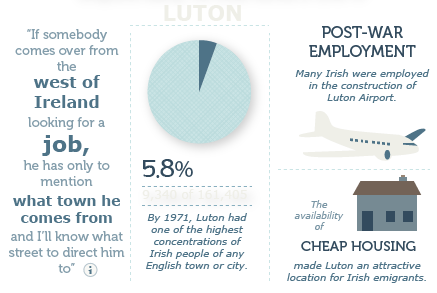 LUTON
"If somebody
comes over from
the
west of
Ireland
looking for a
job,
he has only to
mention
what town he
comes from
and I'll know what
street to direct him
to"
5.8%
By 1971, Luton had
one of the highest
concentrations of
Irish people of any
English town or city.
POST-WAR
EMPLOYMENT
Many Irish were employed
in the construction of
Luton Airport.
The
availability
of
CHEAP HOUSING
made Luton an attractive
location for Irish emigrants.